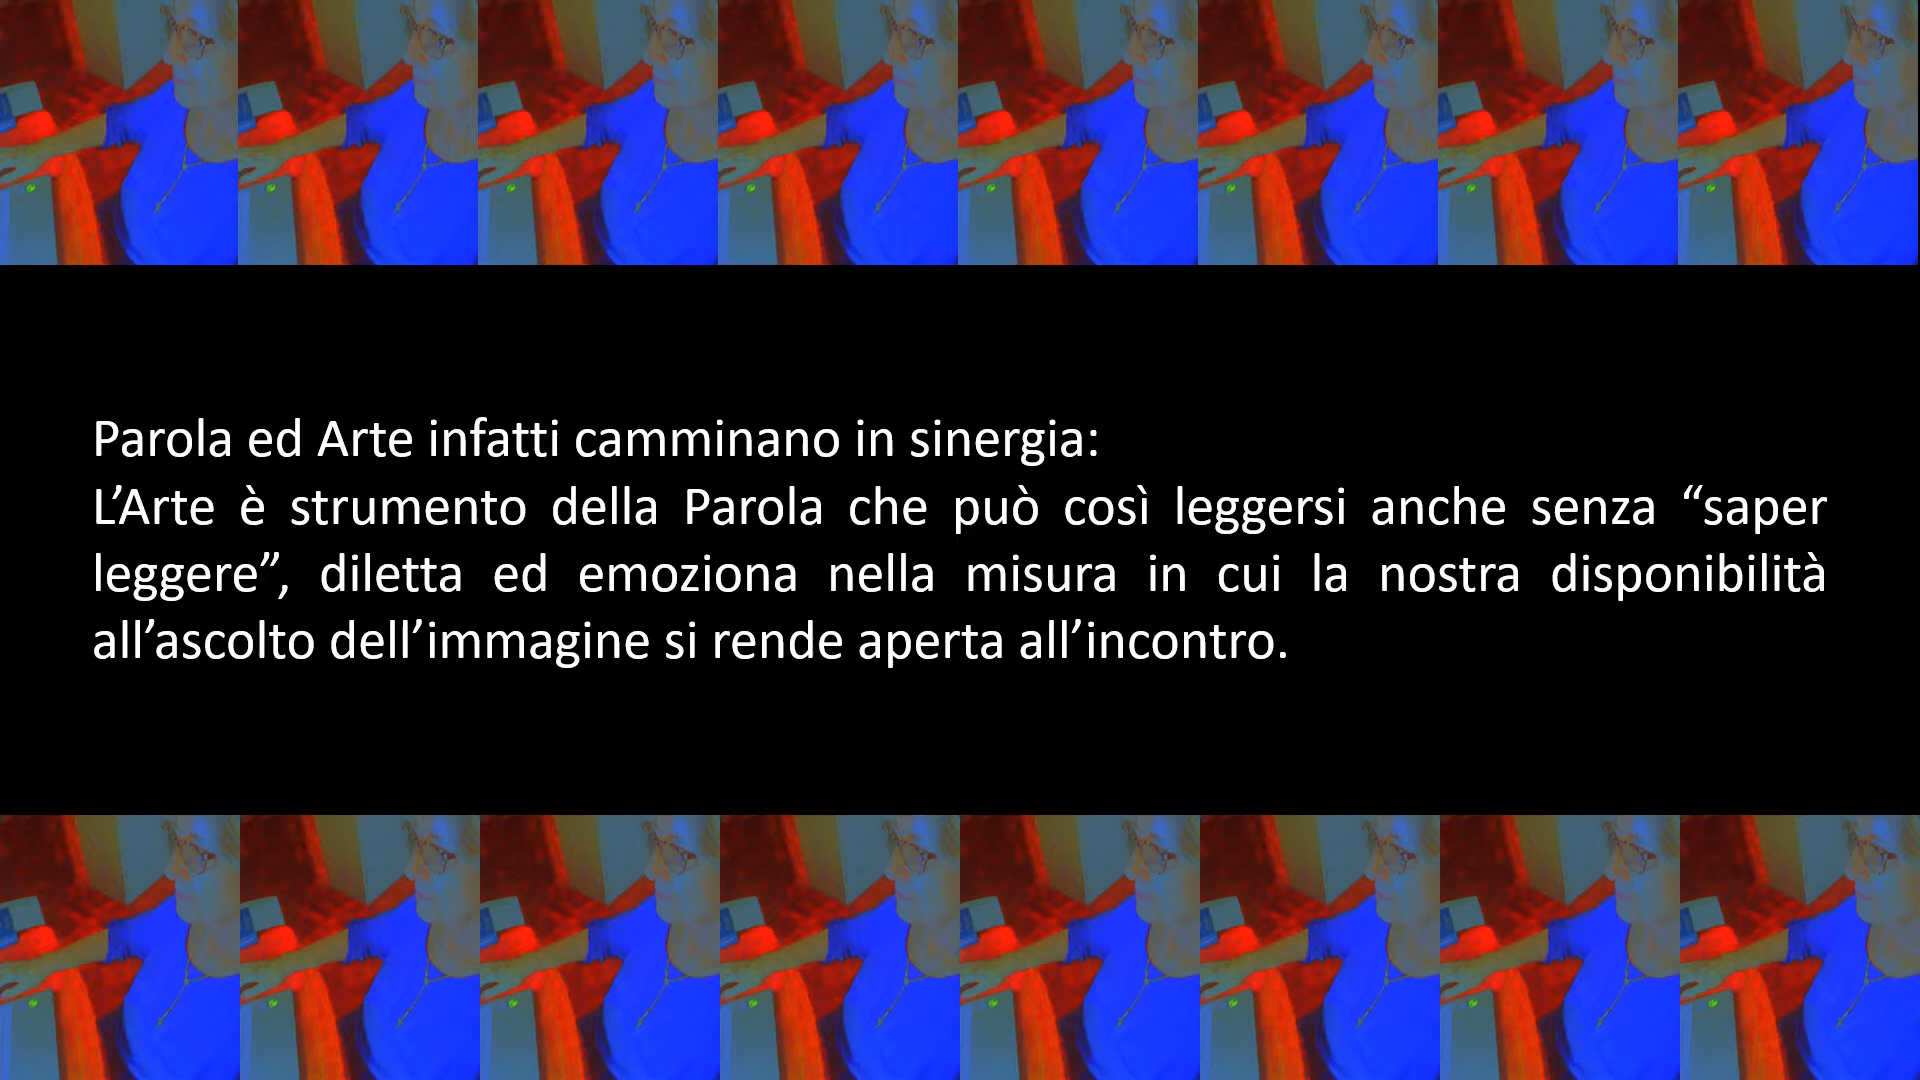 Parola ed Arte infatti camminano in sinergia:
L’Arte è strumento della Parola che può così leggersi anche senza “saper
leggere”, diletta ed emoziona nella misura in cui la nostra disponibilità
all’ascolto dell’immagine si rende aperta all’incontro.